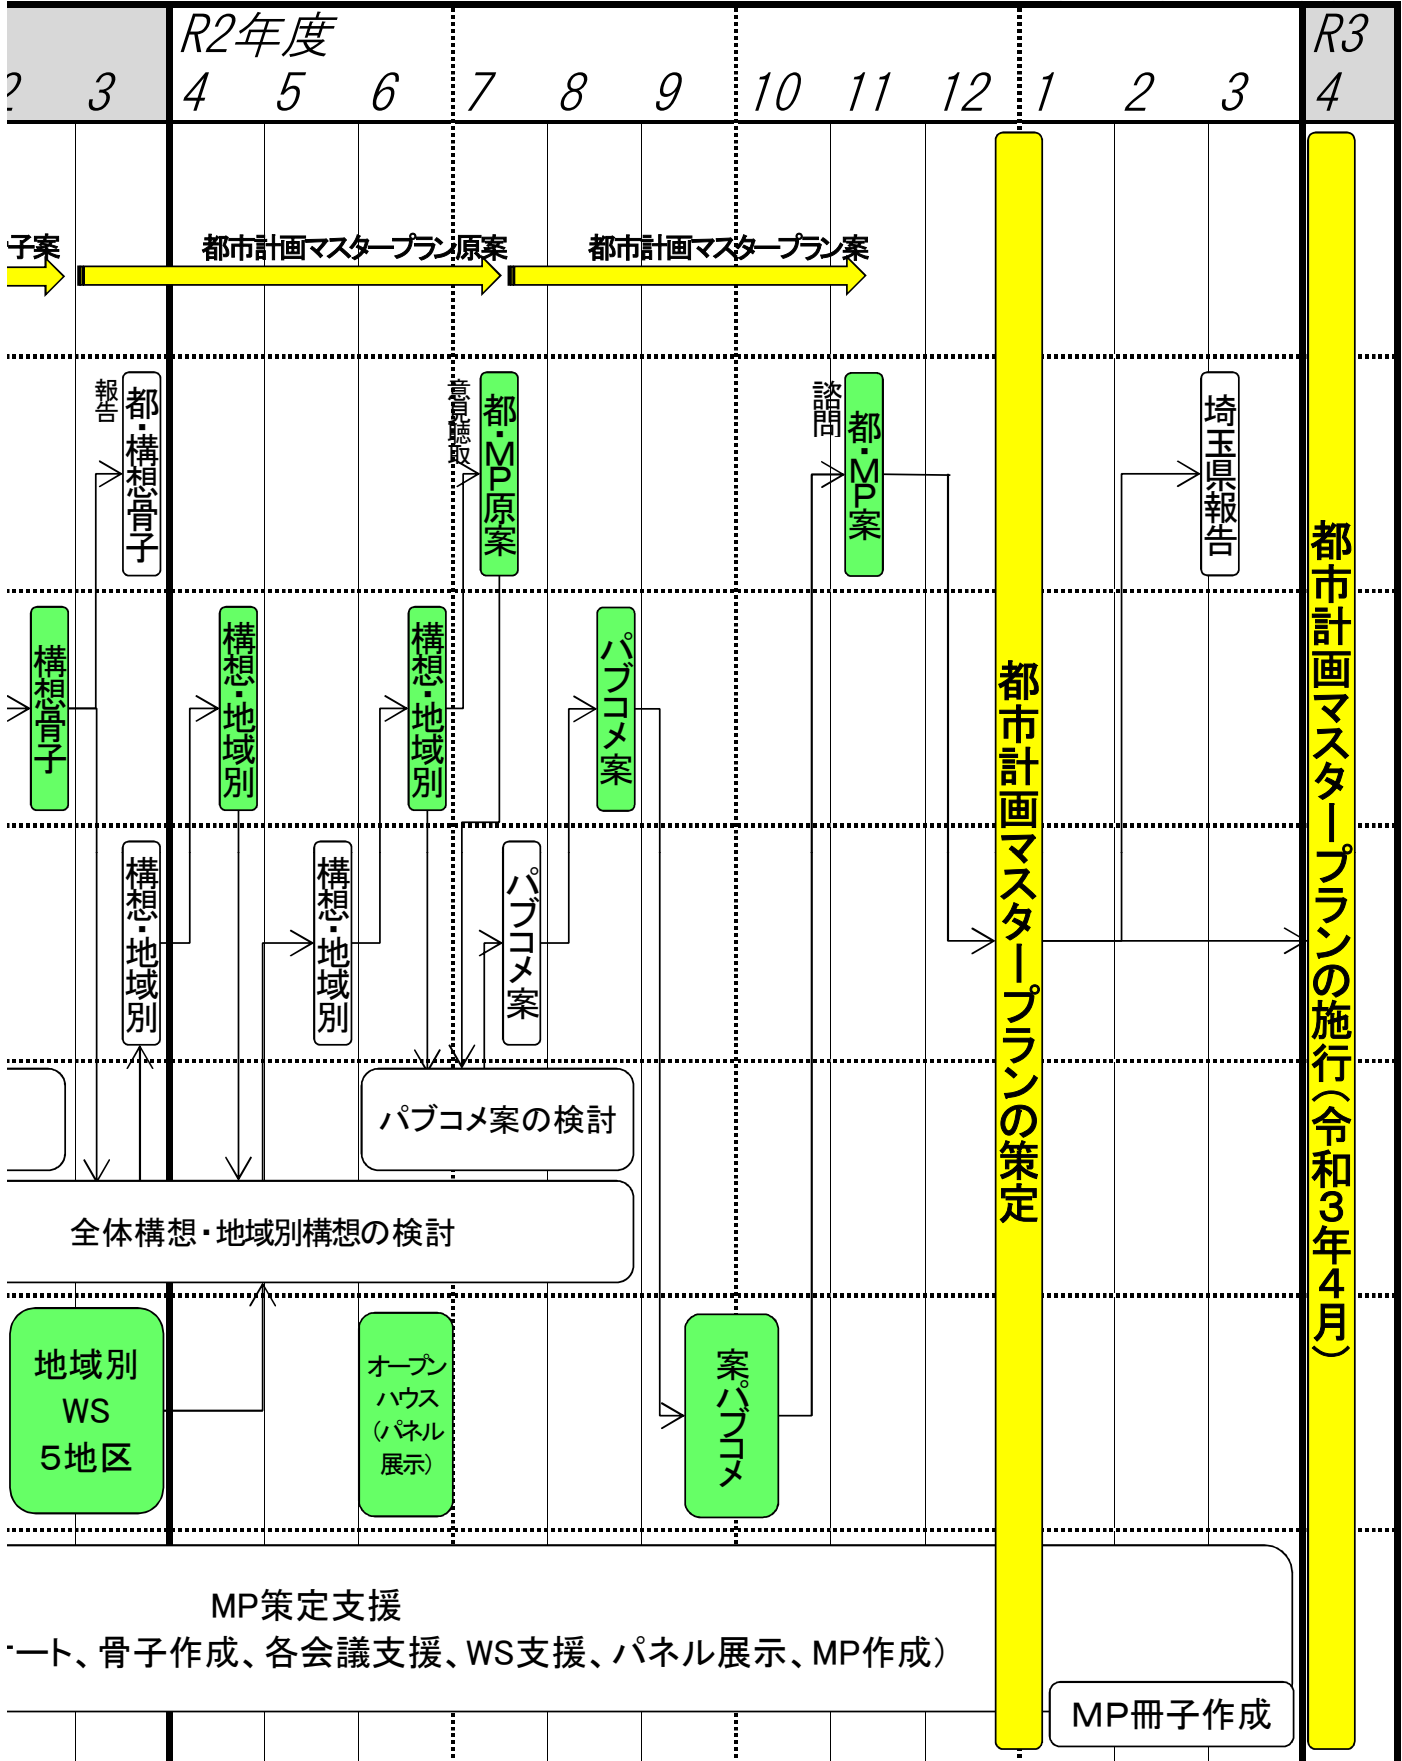 R2年度
R3
2 3 4 5 6 7 8 9 10 11 12 1 2 3 4
子案
都市計画マスタープラン原案
都市計画マスタープラン案
報告
都・構想骨子
意見聴取
都・MP原案
諮問
都・MP案
埼玉県報告
構想骨子
構想・地域別
構想・地域別
パブコメ案
構想・地域別
構想・地域別
パブコメ案
パブコメ案の検討
全体構想・地域別構想の検討
地域別
WS
5地区
オープン
ハウス
(パネル
展示)
案パブコメ
都市計画マスタープランの策定
都市計画マスタープランの施行(令和3年4月)
MP策定支援
ート、骨子作成、各会議支援、WS支援、パネル展示、MP作成)
MP冊子作成